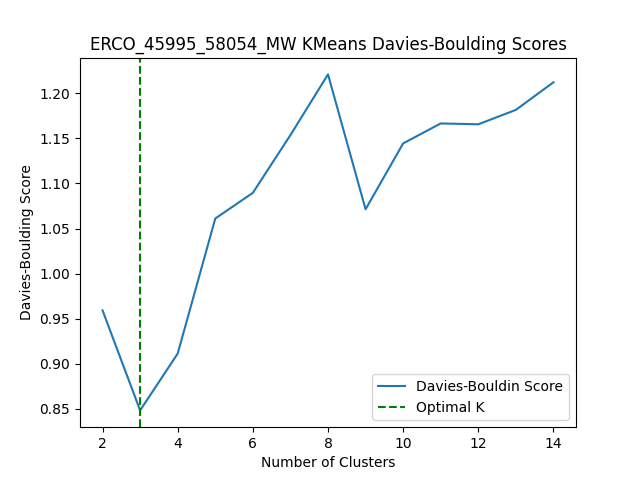 ERCO_45995_58054_MW KMeans Davies-Boulding Scores
Davies-Boulding Score
1.20
1.15
1.10
1.05
1.00
0.95
0.90
0.85
Davies-Bouldin Score
Optimal K
2 4 6 8 10 12 14
Number of Clusters